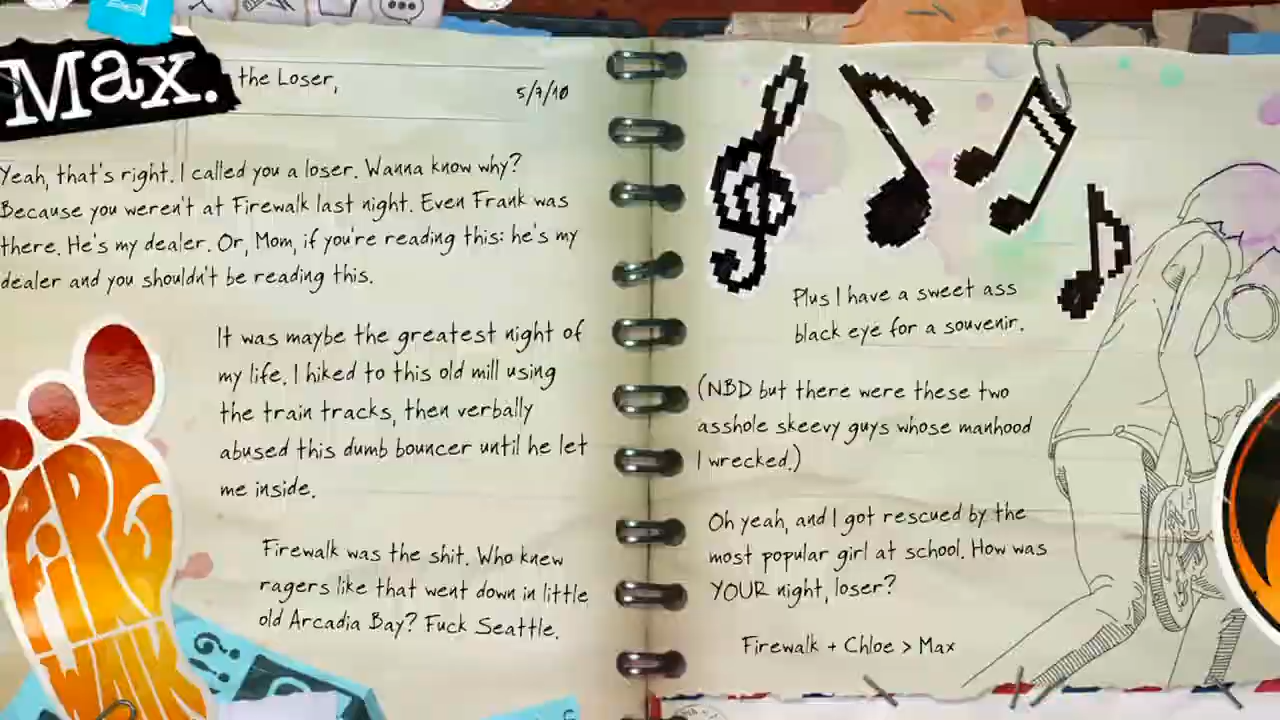 Max.
the Loser,
5/7/10
Yeah, that's right. I called you a loser. Wanna know why?
Because you weren't at Firewalk last night. Even Frank was
there. He's my dealer. Or, Mom, if you're reading this: he's my
dealer and you shouldn't be reading this.
It was maybe the greatest night of
my life. I hiked to this old mill using
the train tracks, then verbally
abused this dumb bouncer until he let
me inside.
Firewalk was the shit. Who knew
ragers like that went down in little
old Arcadia Bay? Fuck Seattle.
FiRE
WALK
Plus I have a sweet ass
black eye for a souvenir.
(NBD but there were these two
asshole skeevy guys whose manhood
I wrecked.)
Oh yeah, and I got rescued by the
most popular girl at school. How was
YOUR night, loser?
Firewalk + Chloe > Max